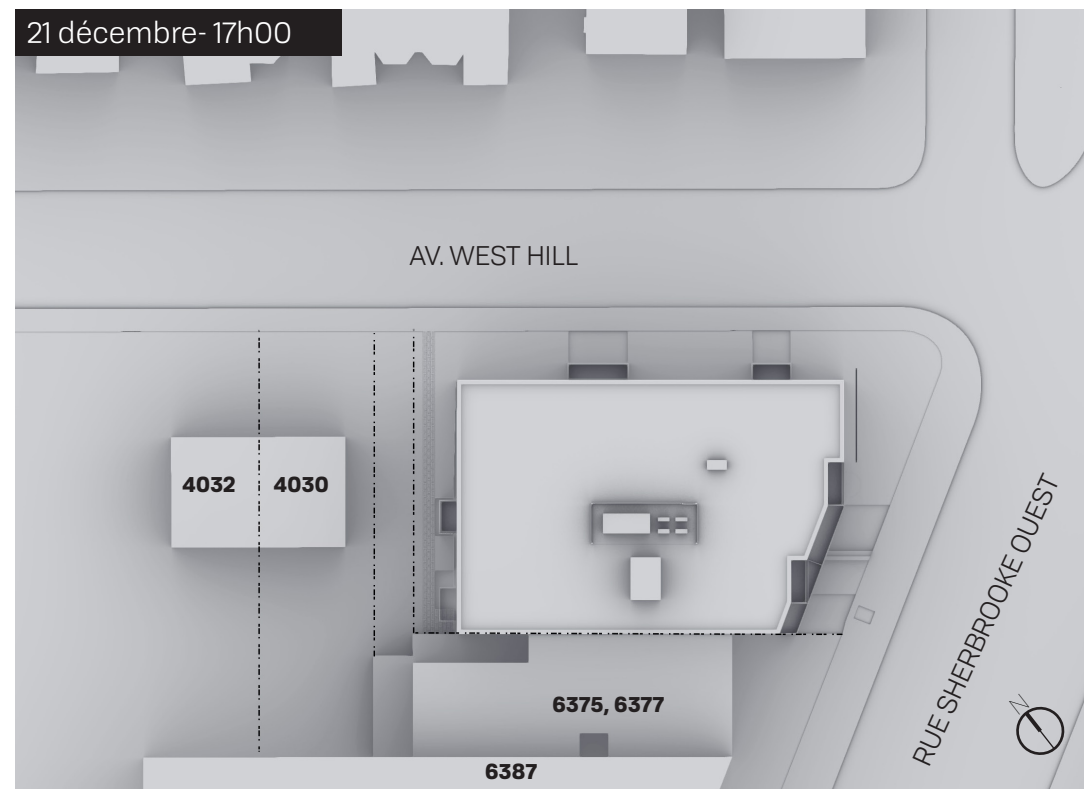 21 décembre- 17h00
AV. WEST HILL
4032
4030
RUE SHERBROOKE OUEST
6375, 6377
N
6387